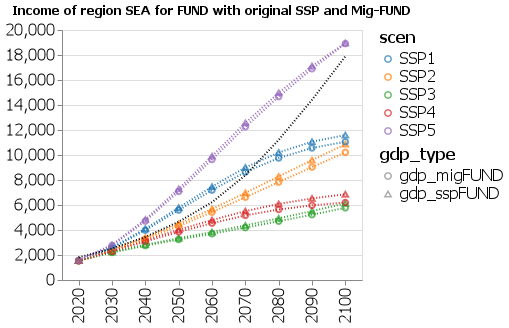 Income of region SEA for FUND with original SSP and Mig-FUND
20,000
18,000
16,000
14,000
12,000
10,000
8,000
6,000
4,000
2,000
0
2020
2030
2040
2050
2060
2070
2080
2090
2100
scen
SSP1
SSP2
SSP3
SSP4
SSP5
gdp_type
gdp_migFUND
gdp_sspFUND